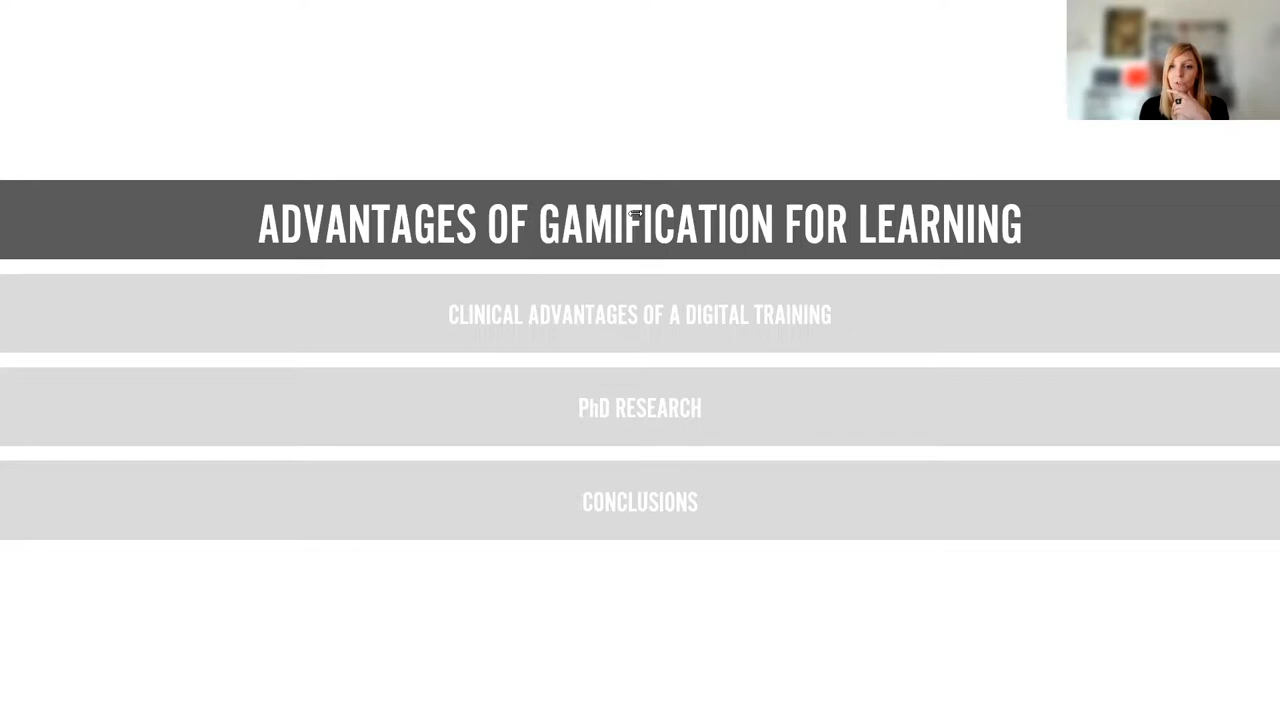 ADVANTAGES OF GAMIFICATION FOR LEARNING
CLINICAL ADVANTAGES OF A DIGITAL TRAINING
PhD RESEARCH
CONCLUSIONS